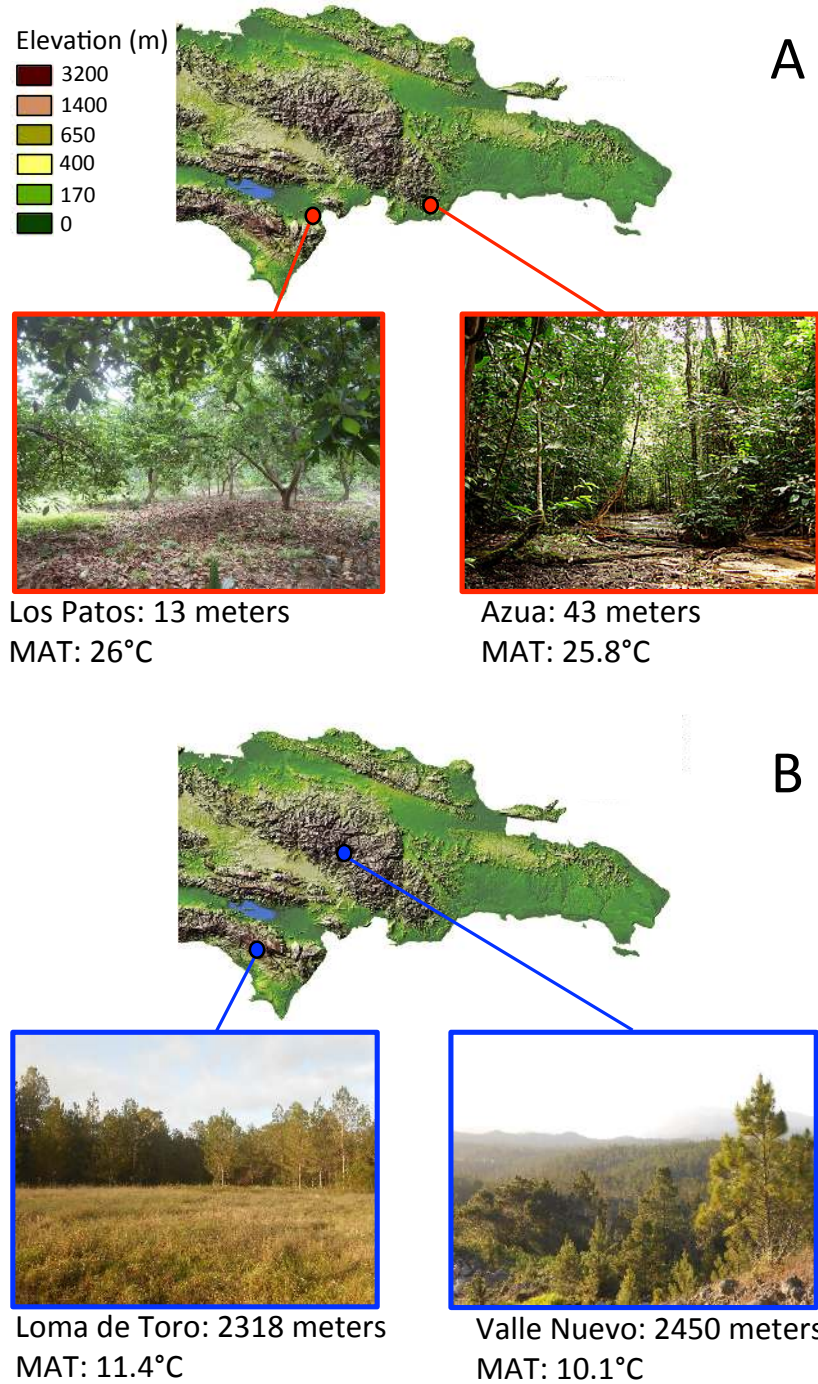 Elevation (m)
3200
1400
650
400
170
0
A
Los Patos: 13 meters
MAT: 26°C
Azua: 43 meters
MAT: 25.8°C
B
Loma de Toro: 2318 meters
MAT: 11.4°C
Valle Nuevo: 2450 meters
MAT: 10.1°C